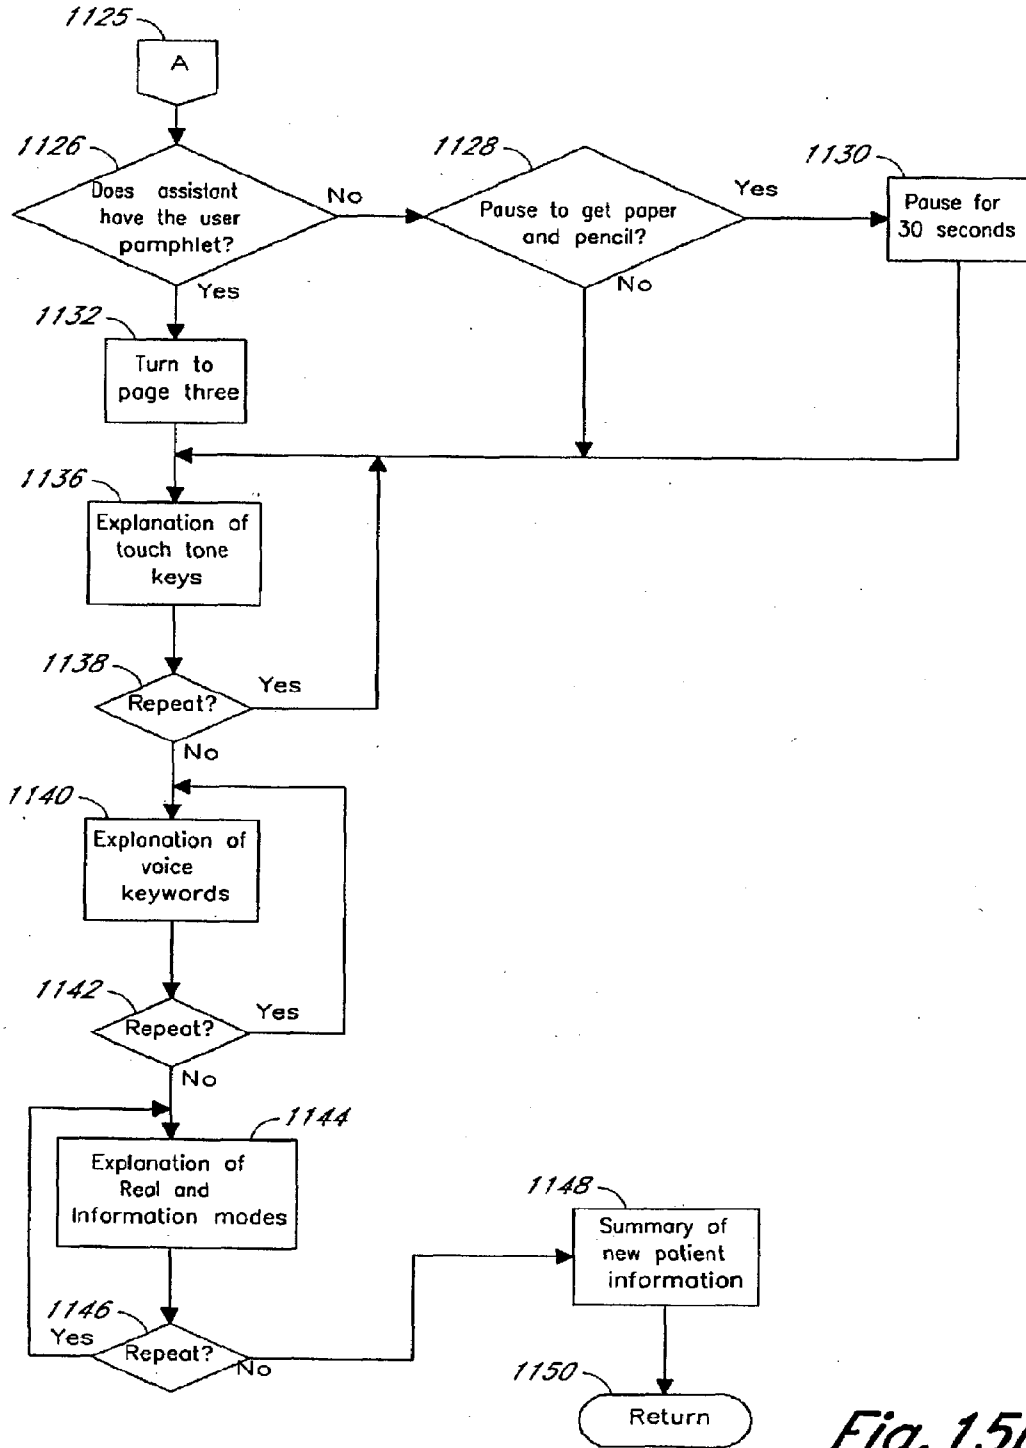 1125
A
1126
Does assistant
have the user
pamphlet?
No
Yes
1128
Pause to get paper
and pencil?
Yes
No
1130
Pause for
30 seconds
1132
Turn to
page three
1136
Explanation of
touch tone
keys
1138
Repeat?
Yes
No
1140
Explanation of
voice
keywords
1142
Repeat?
Yes
No
1144
Explanation of
Real and
Information modes
1146
Repeat?
Yes
No
1148
Summary of
new patient
information
1150
Return
Fig. 15